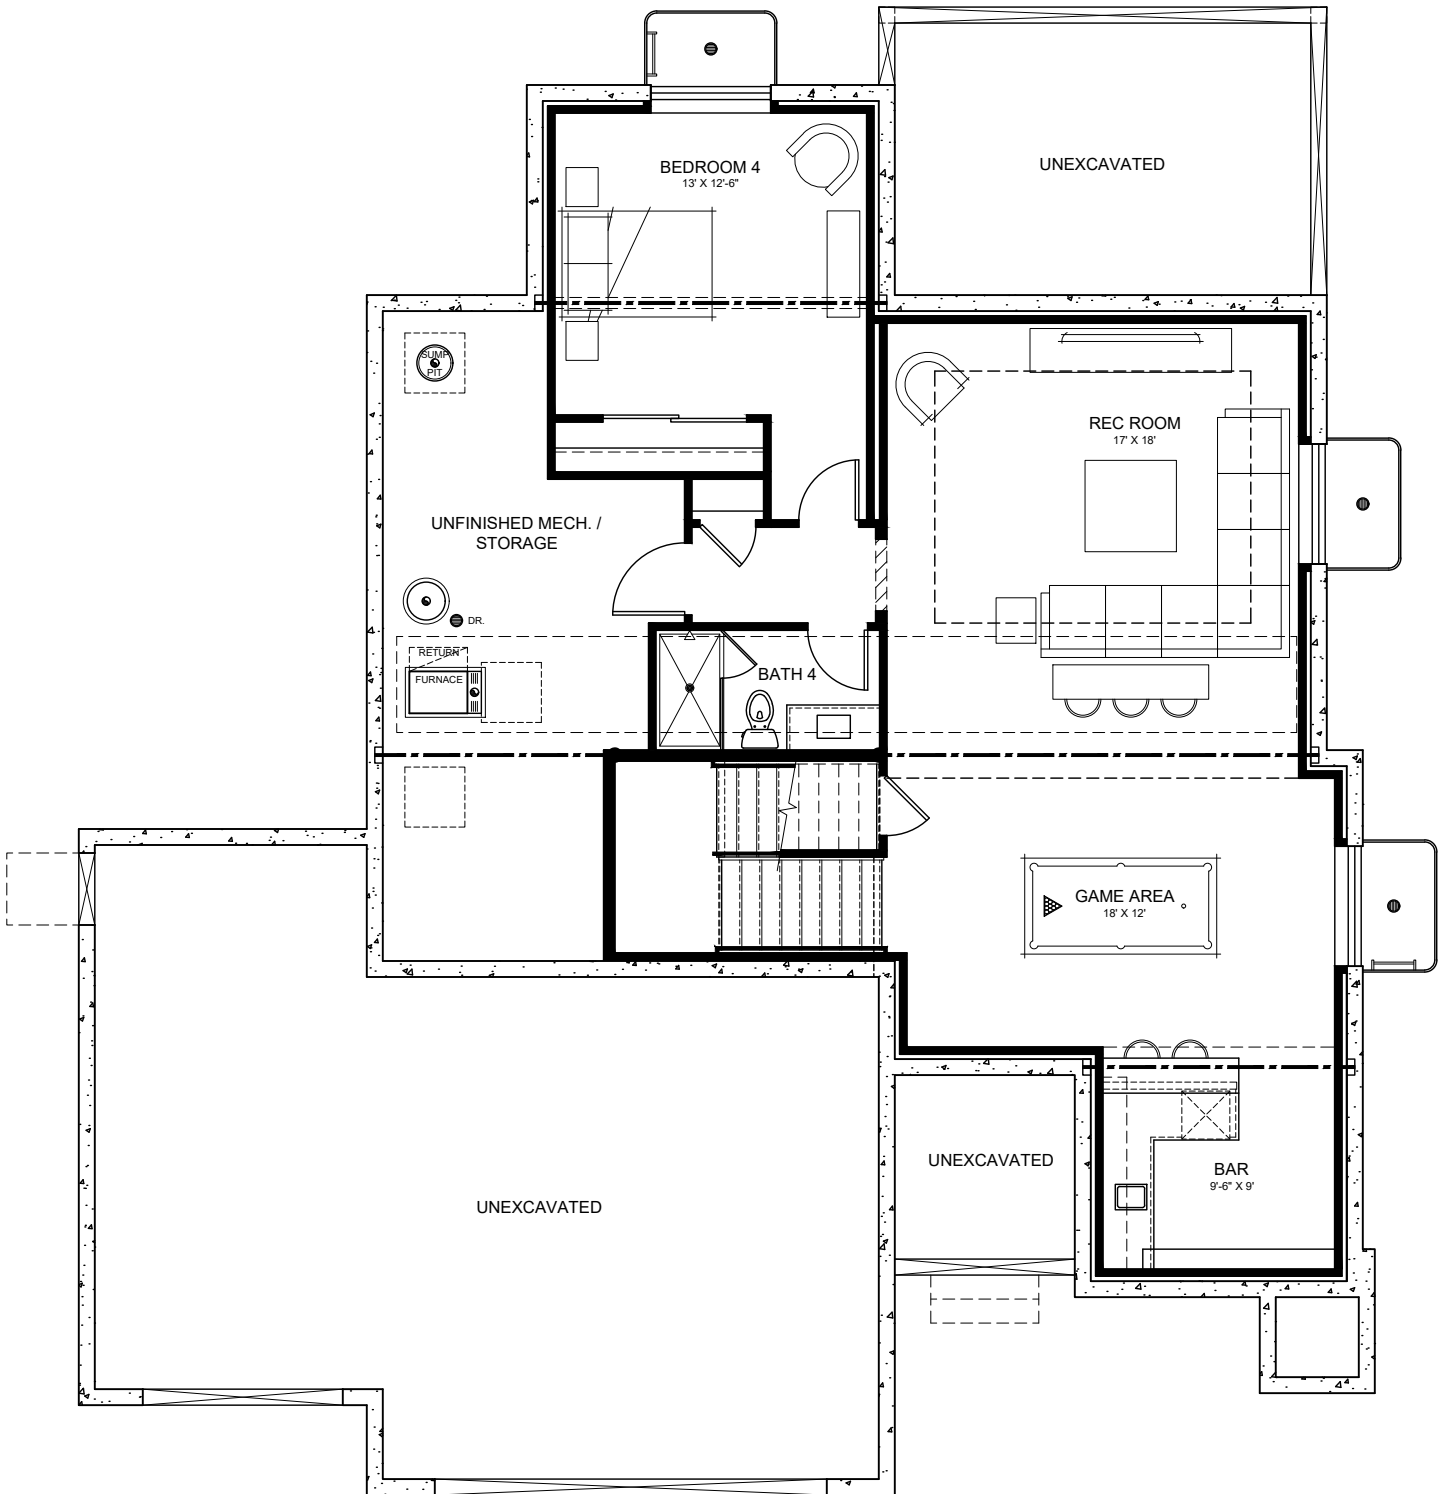 BEDROOM 4
13' X 12'-6"
UNEXCAVATED
SUMP
PIT
REC ROOM
17' X 18'
UNFINISHED MECH. /
STORAGE
DR.
RETURN
FURNACE
BATH 4
GAME AREA
18' X 12'
UNEXCAVATED
BAR
9'-6" X 9'
UNEXCAVATED